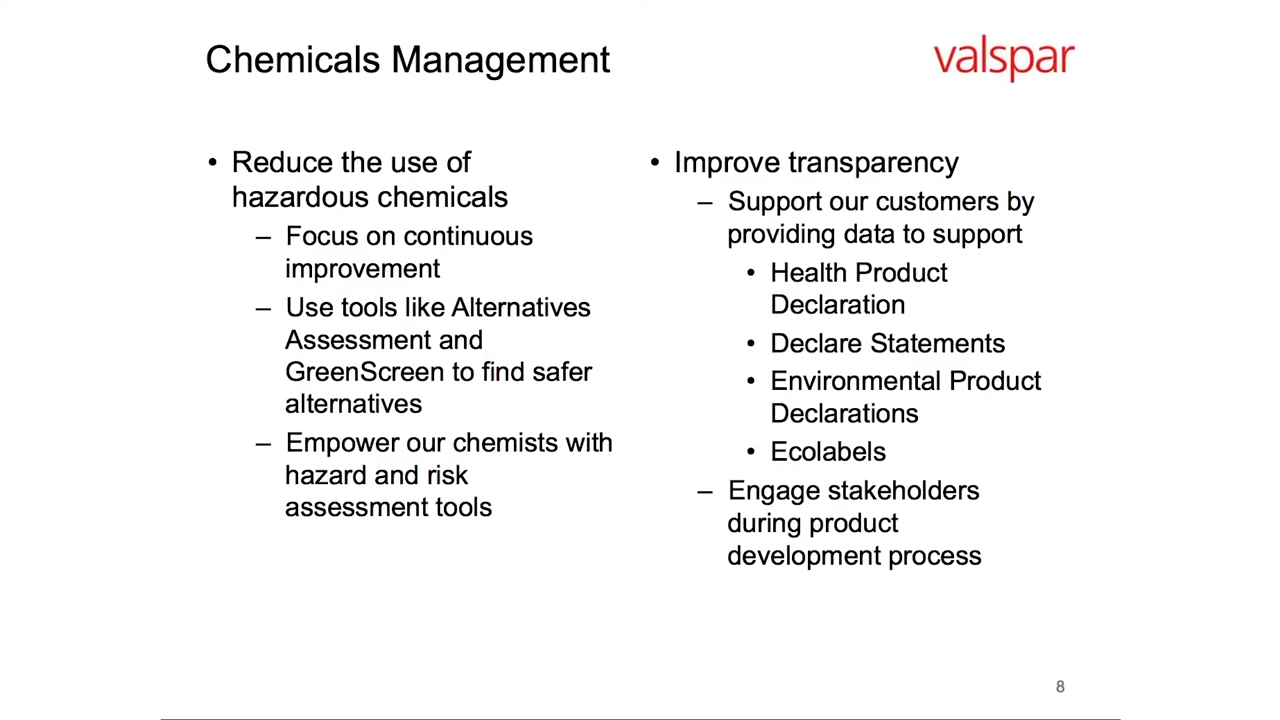 Chemicals Management
valspar
• Reduce the use of
hazardous chemicals
– Focus on continuous
improvement
– Use tools like Alternatives
Assessment and
GreenScreen to find safer
alternatives
– Empower our chemists with
hazard and risk
assessment tools
• Improve transparency
– Support our customers by
providing data to support
• Health Product
Declaration
• Declare Statements
• Environmental Product
Declarations
• Ecolabels
– Engage stakeholders
during product
development process
8